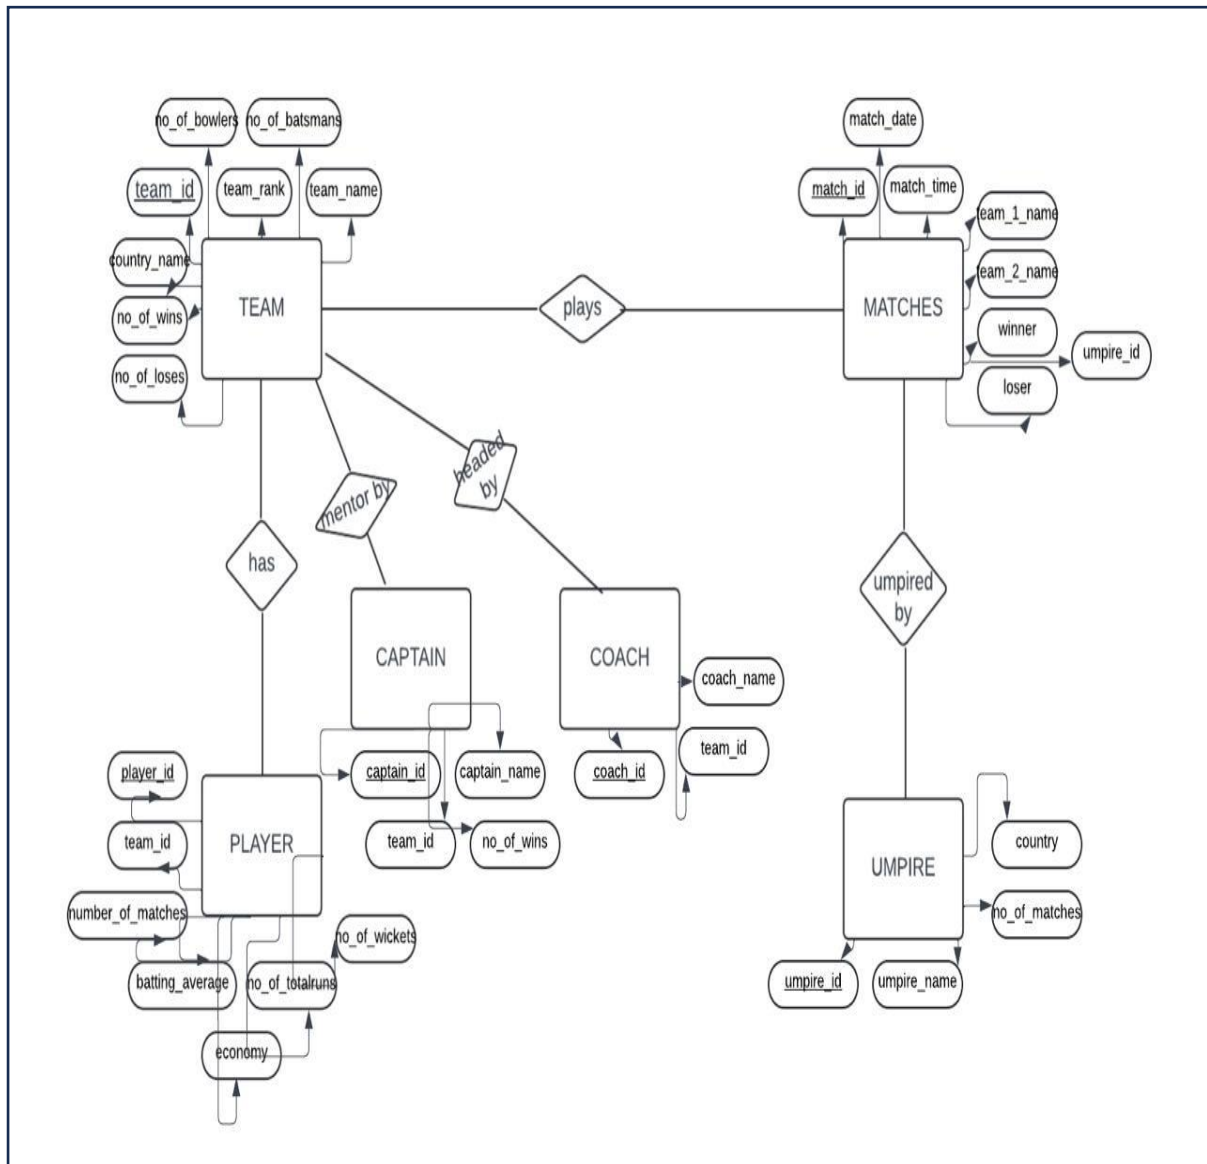 no_of_bowlers
no_of_batsmans
match_date
team_id
team_rank
team_name
match_id
match_time
team_1_name
country_name
team_2_name
no_of_wins
TEAM
plays
MATCHES
winner
umpire_id
no_of_loses
loser
headed
by
mentor by
has
umpired
by
CAPTAIN
COACH
coach_name
team_id
player_id
captain_id
captain_name
coach_id
team_id
PLAYER
team_id
no_of_wins
country
UMPIRE
number_of_matches
no_of_matches
no_of_wickets
batting_average
no_of_totalruns
umpire_id
umpire_name
economy